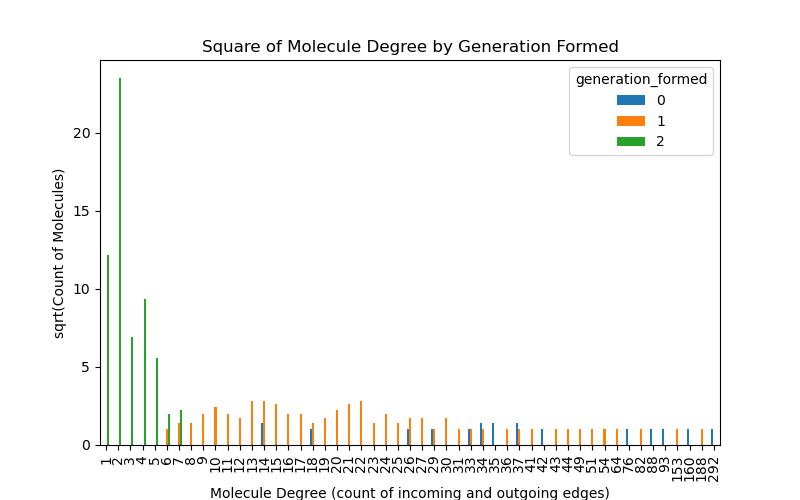 Square of Molecule Degree by Generation Formed
generation_formed
0
1
2
sqrt(Count of Molecules)
20
15
10
5
0
1 2 3 4 5 6 7 8 9 10 11 12 13 14 15 16 17 18 19 20 21 22 23 24 25 26 27 29 30 31 33 34 35 36 37 41 42 43 44 49 51 54 64 76 82 88 93 153 160 188 292
Molecule Degree (count of incoming and outgoing edges)